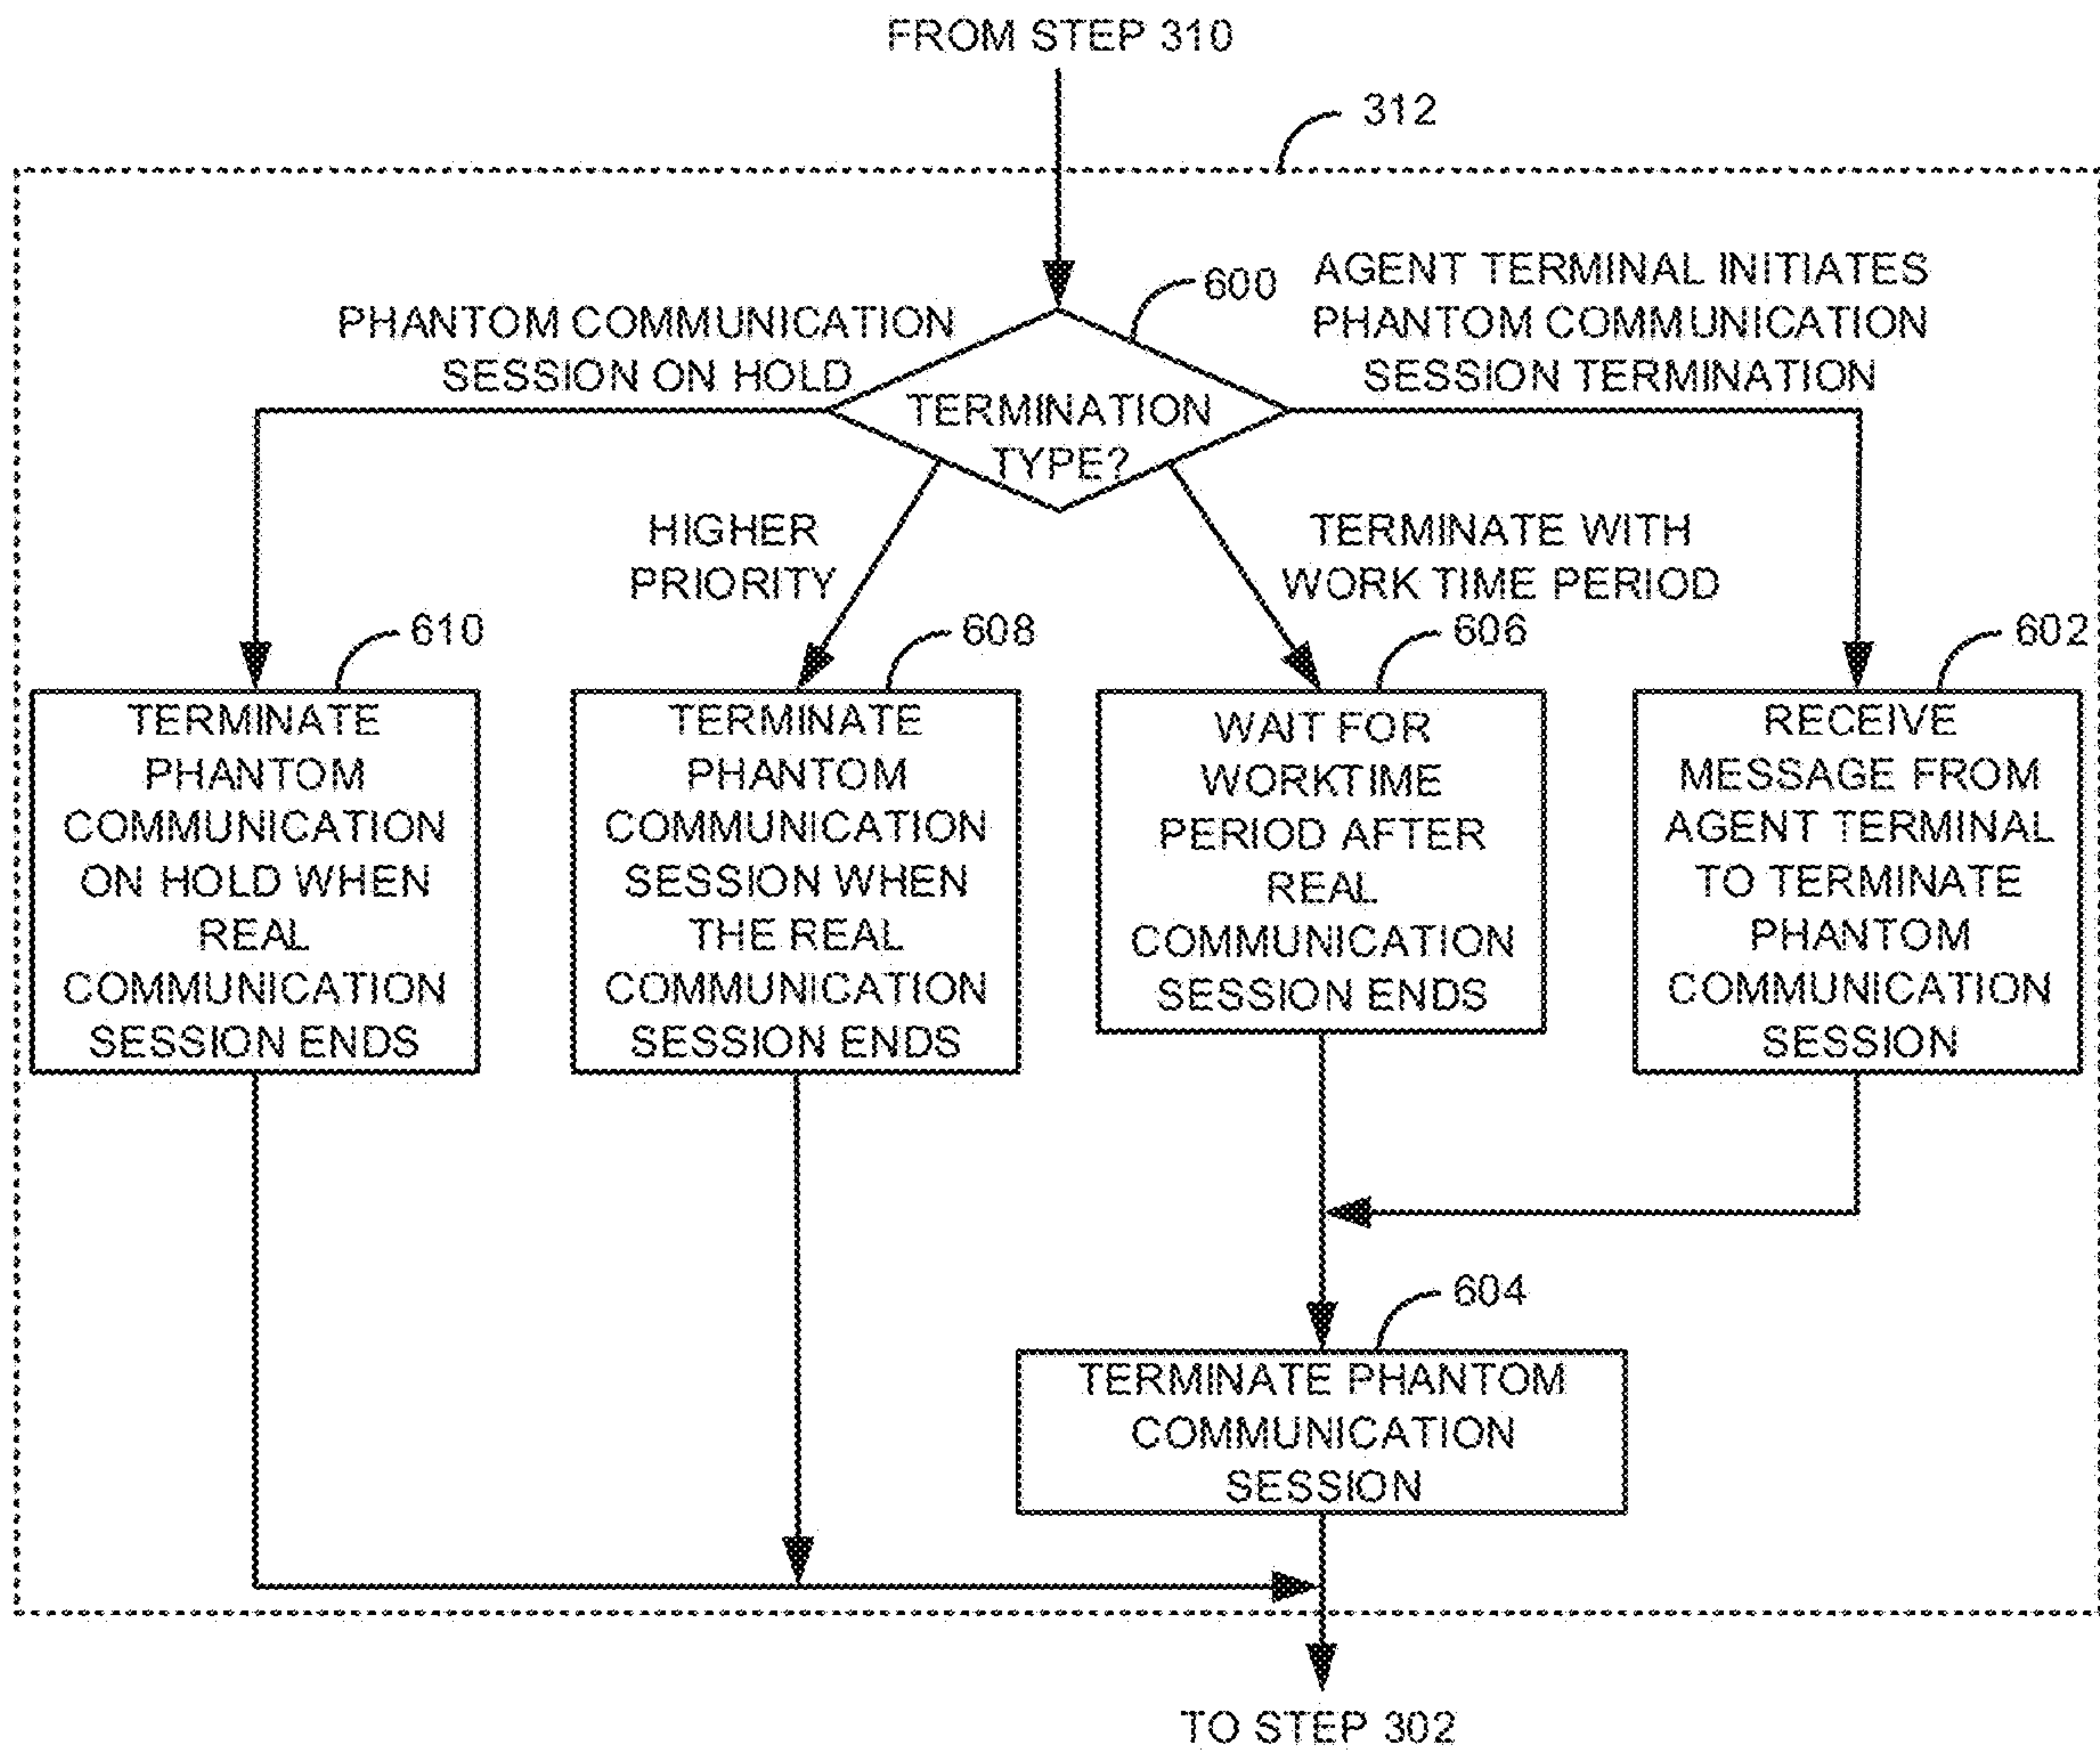 FROM STEP 310
312
600
PHANTOM COMMUNICATION
SESSION ON HOLD
AGENT TERMINAL INITIATES
PHANTOM COMMUNICATION
SESSION TERMINATION
TERMINATION
TYPE?
HIGHER
PRIORITY
TERMINATE WITH
WORK TIME PERIOD
610
TERMINATE
PHANTOM
COMMUNICATION
ON HOLD WHEN
REAL
COMMUNICATION
SESSION ENDS
608
TERMINATE
PHANTOM
COMMUNICATION
SESSION WHEN
THE REAL
COMMUNICATION
SESSION ENDS
606
WAIT FOR
WORKTIME
PERIOD AFTER
REAL
COMMUNICATION
SESSION ENDS
602
RECEIVE
MESSAGE FROM
AGENT TERMINAL
TO TERMINATE
PHANTOM
COMMUNICATION
SESSION
604
TERMINATE PHANTOM
COMMUNICATION
SESSION
TO STEP 302